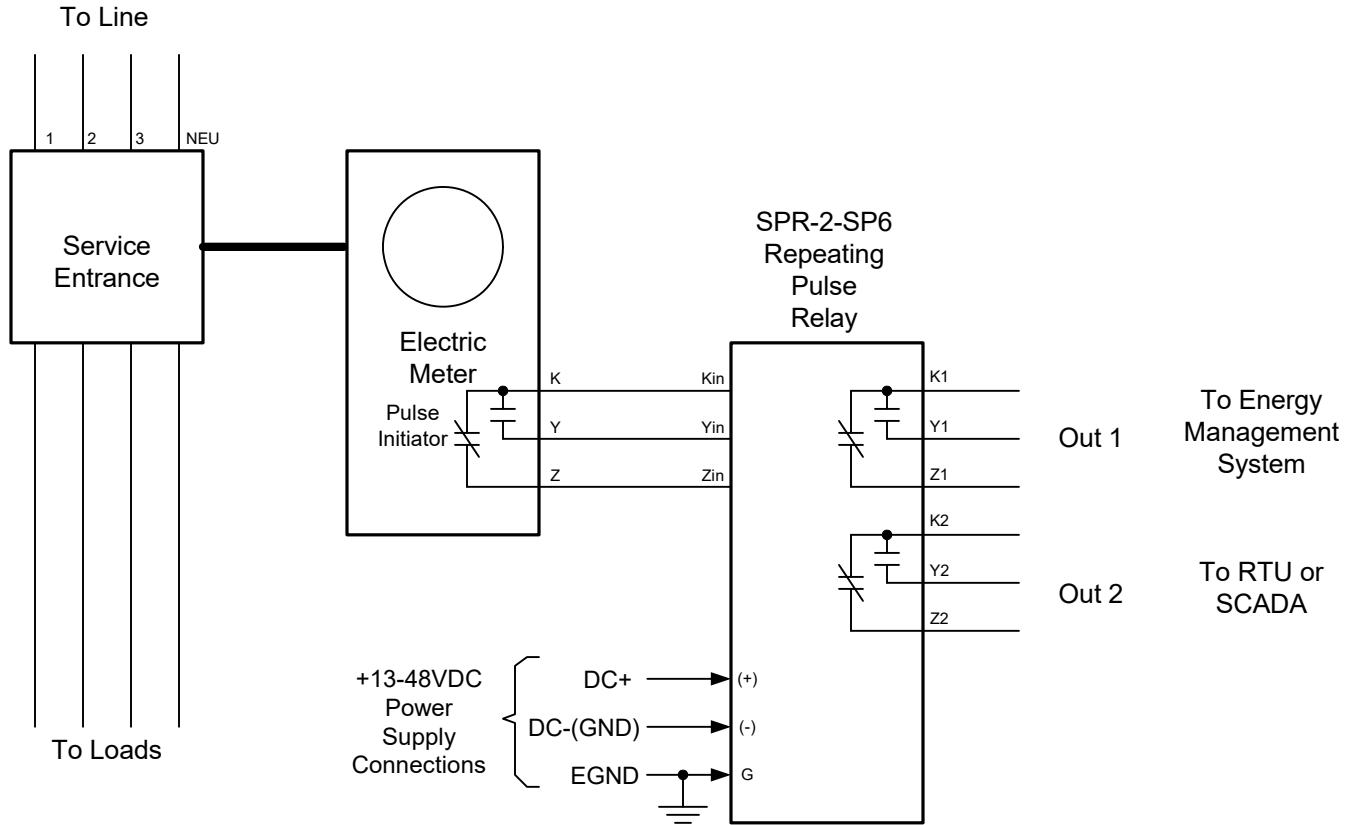 To Line
1
2
3
NEU
Service
Entrance
To Loads
Electric
Meter
Pulse
Initiator
K
Y
Z
SPR-2-SP6
Repeating
Pulse
Relay
Kin
Yin
Zin
K1
Y1
Z1
K2
Y2
Z2
Out 1
To Energy
Management
System
Out 2
To RTU or
SCADA
+13-48VDC
Power
Supply
Connections
DC+
(+)
DC-(GND)
(-)
EGND
G